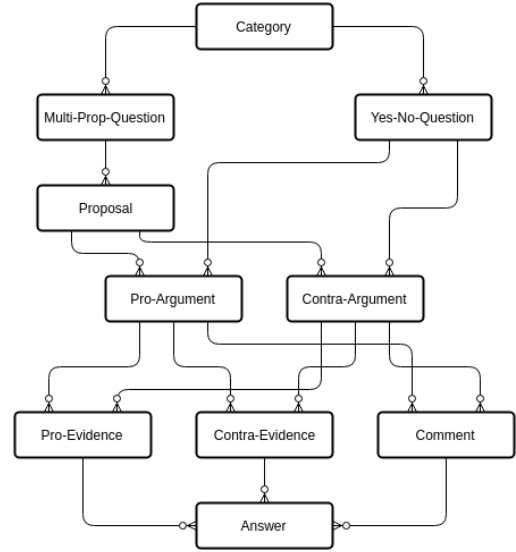 Category
Multi-Prop-Question
Yes-No-Question
Proposal
Pro-Argument
Contra-Argument
Pro-Evidence
Contra-Evidence
Comment
Answer